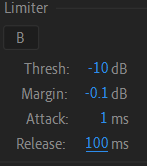 Limiter
B
Thresh: -10 dB
Margin: -0.1 dB
Attack: 1 ms
Release: 100 ms